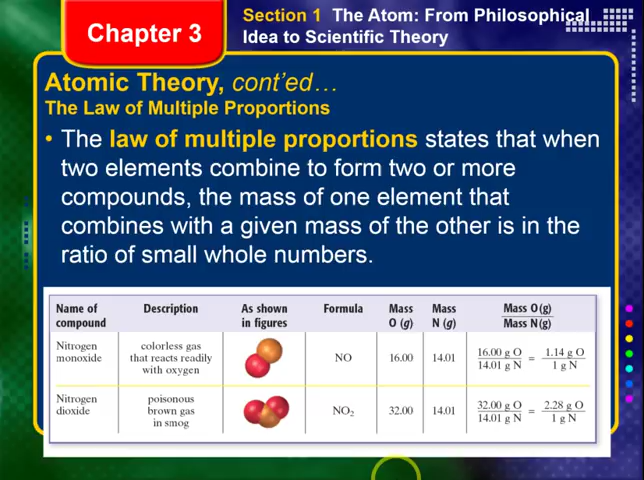 Chapter 3
Section 1 The Atom: From Philosophical
Idea to Scientific Theory
Atomic Theory, cont'ed…
The Law of Multiple Proportions
• The law of multiple proportions states that when
two elements combine to form two or more
compounds, the mass of one element that
combines with a given mass of the other is in the
ratio of small whole numbers.
Name of compound Description As shown in figures Formula Mass O (g) Mass N (g) Mass O (g) / Mass N (g)
Nitrogen monoxide colorless gas that reacts readily with oxygen NO 16.00 14.01 16.00 g O / 14.01 g N = 1.14 g O / 1 g N
Nitrogen dioxide poisonous brown gas in smog NO₂ 32.00 14.01 32.00 g O / 14.01 g N = 2.28 g O / 1 g N